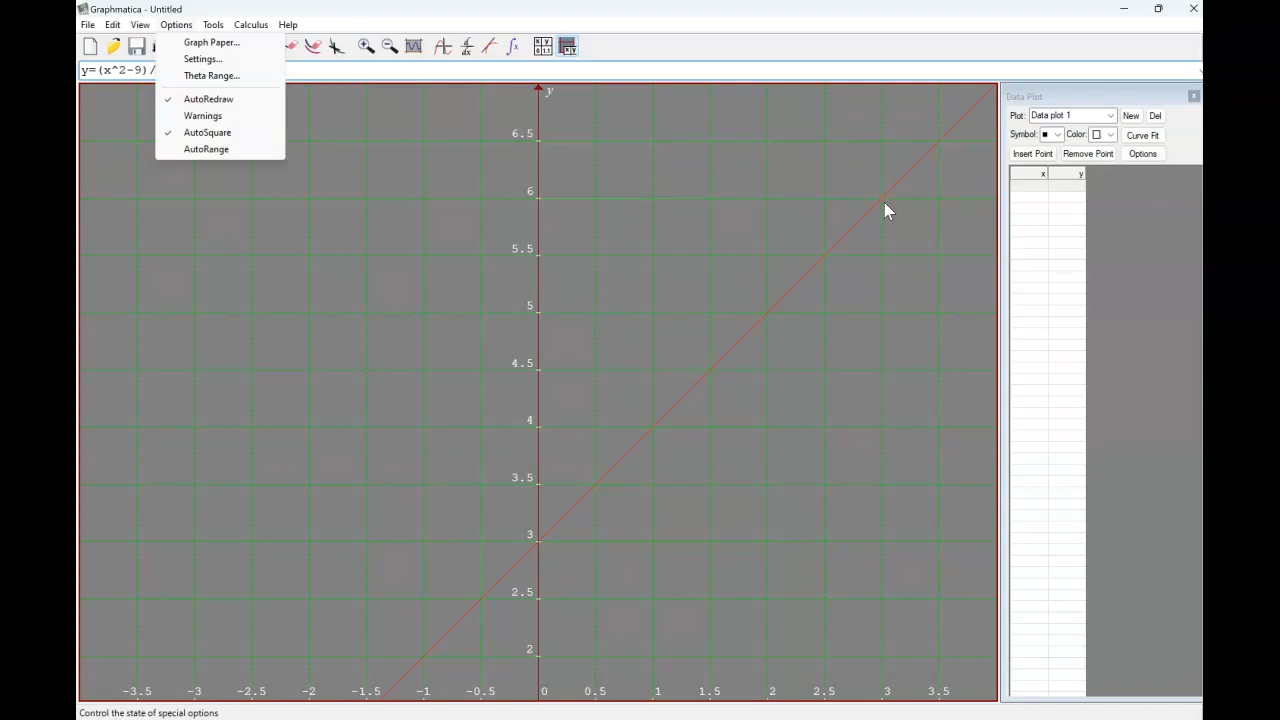 Graphmatica - Untitled
File Edit View Options Tools Calculus Help
y=(x^2-9)/
Graph Paper...
Settings...
Theta Range...
AutoRedraw
Warnings
AutoSquare
AutoRange
y
6.5
6
5.5
5
4.5
4
3.5
3
2.5
2
-3.5 -3 -2.5 -2 -1.5 -1 -0.5 0 0.5 1 1.5 2 2.5 3 3.5
Data Plot
Plot: Data plot 1 New Del
Symbol: Color: Curve Fit
Insert Point Remove Point Options
x y
Control the state of special options